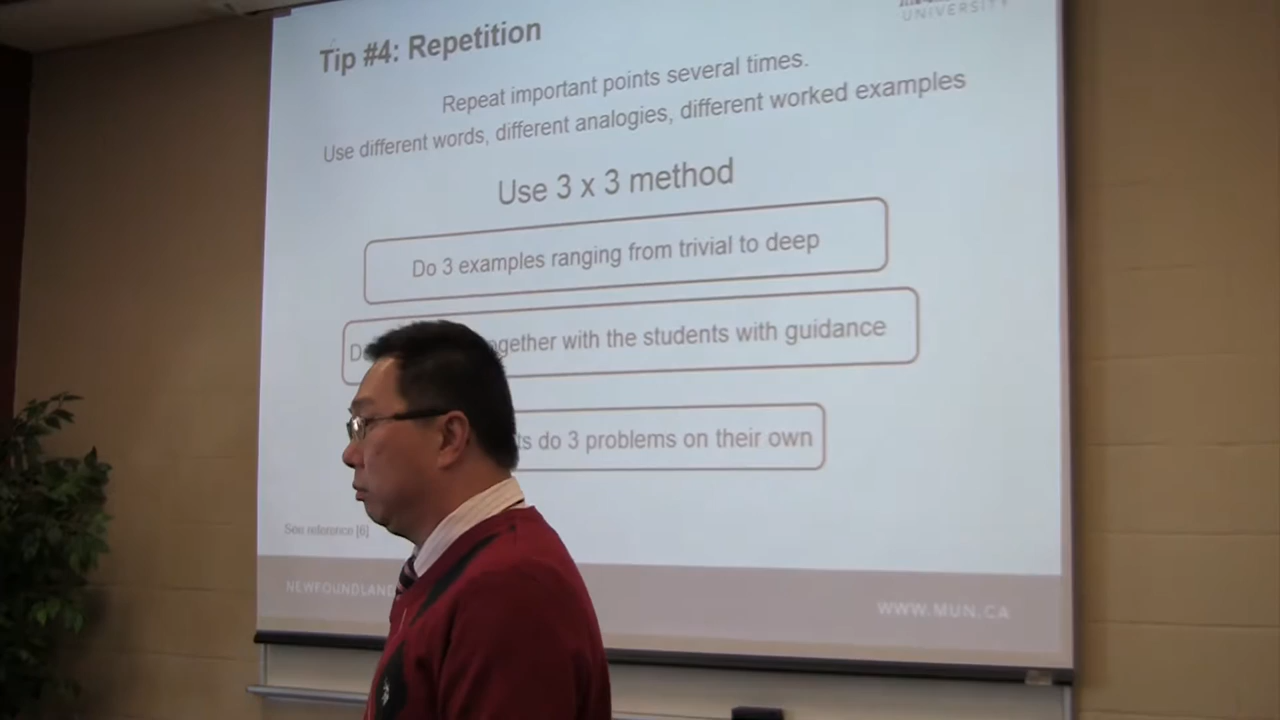 UNIVERSITY
Tip #4: Repetition
Repeat important points several times.
Use different words, different analogies, different worked examples
Use 3 x 3 method
Do 3 examples ranging from trivial to deep
together with the students with guidance
do 3 problems on their own
See reference [6]
NEWFOUNDLAND
WWW.MUN.CA